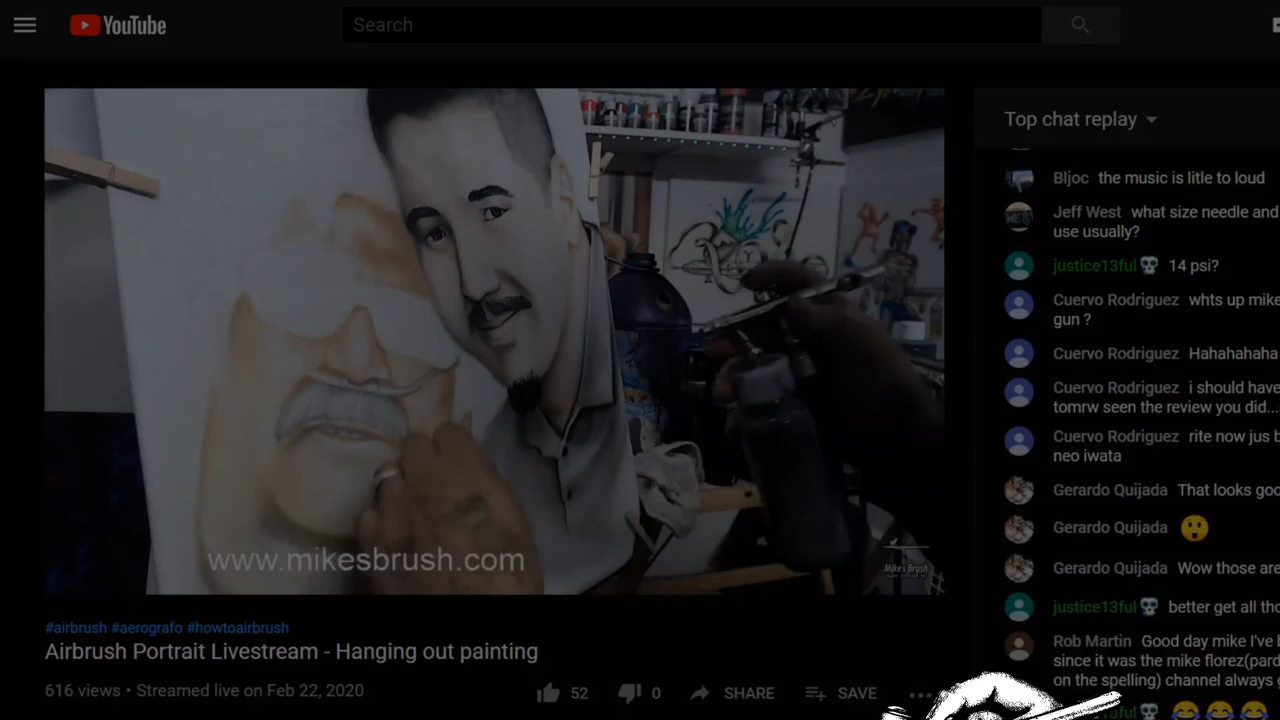 YouTube
Search
Top chat replay
Bljoc the music is litle to loud
Jeff West what size needle and
use usually?
justice13ful 14 psi?
Cuervo Rodriguez whts up mike
gun ?
Cuervo Rodriguez Hahahahaha
Cuervo Rodriguez i should have
tomrw seen the review you did...
Cuervo Rodriguez rite now jus b
neo iwata
Gerardo Quijada That looks goo
Gerardo Quijada
Gerardo Quijada Wow those are
justice13ful better get all tho
Rob Martin Good day mike I've b
since it was the mike florez(pard
on the spelling) channel always g
ful
www.mikesbrush.com
Mike's Brush
#airbrush #aerografo #howtoairbrush
Airbrush Portrait Livestream - Hanging out painting
616 views • Streamed live on Feb 22, 2020
52 0 SHARE SAVE